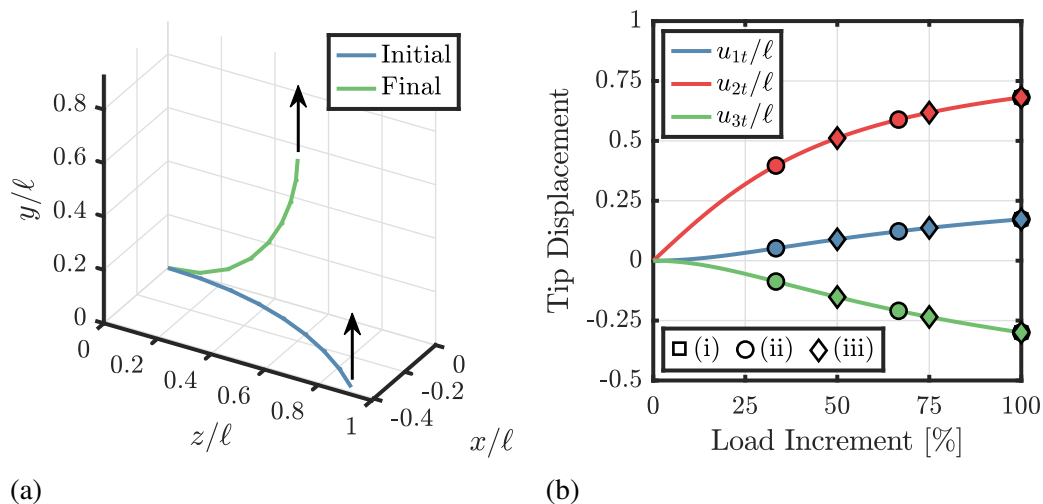 Initial
Final
0.8
0.6
0.4
0.2
0
y/ℓ
0
0.2
0.4
0.6
0.8
1
z/ℓ
0
-0.2
-0.4
x/ℓ
(a)
1
0.75
0.5
0.25
0
-0.25
-0.5
Tip Displacement
u₁ₜ/ℓ
u₂ₜ/ℓ
u₃ₜ/ℓ
(i) (ii) (iii)
0 25 50 75 100
Load Increment [%]
(b)